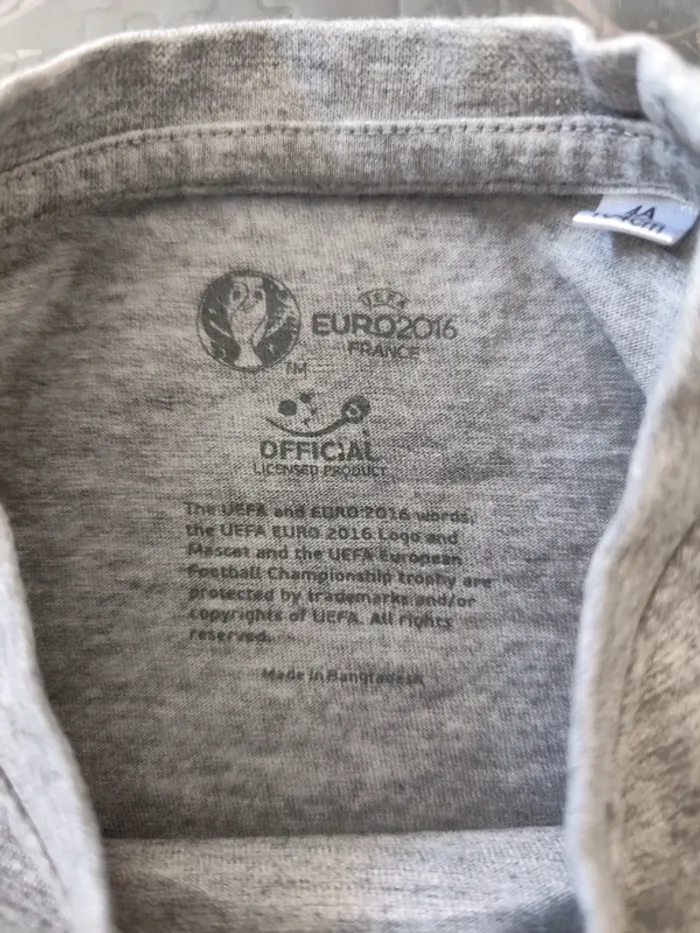 4A
UEFA
EURO2016
FRANCE
TM
OFFICIAL
LICENSED PRODUCT
The UEFA and EURO 2016 words,
the UEFA EURO 2016 Logo and
Mascot and the UEFA European
Football Championship trophy are
protected by trademarks and/or
copyrights of UEFA. All rights
reserved.
Made in Bangladesh